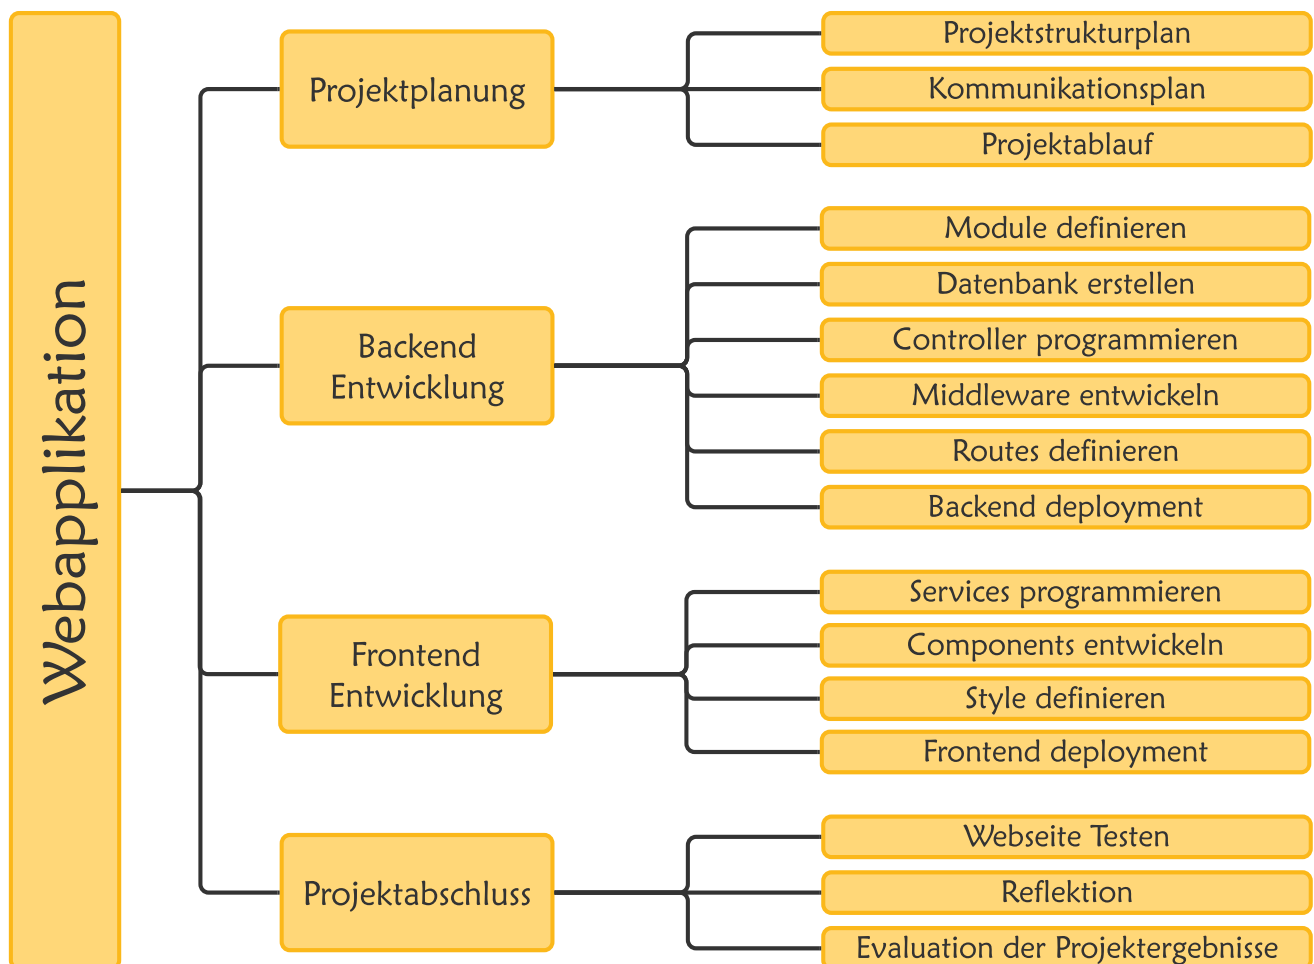 Webapplikation
Projektplanung
Projektstrukturplan
Kommunikationsplan
Projektablauf
Backend
Entwicklung
Module definieren
Datenbank erstellen
Controller programmieren
Middleware entwickeln
Routes definieren
Backend deployment
Frontend
Entwicklung
Services programmieren
Components entwickeln
Style definieren
Frontend deployment
Projektabschluss
Webseite Testen
Reflektion
Evaluation der Projektergebnisse